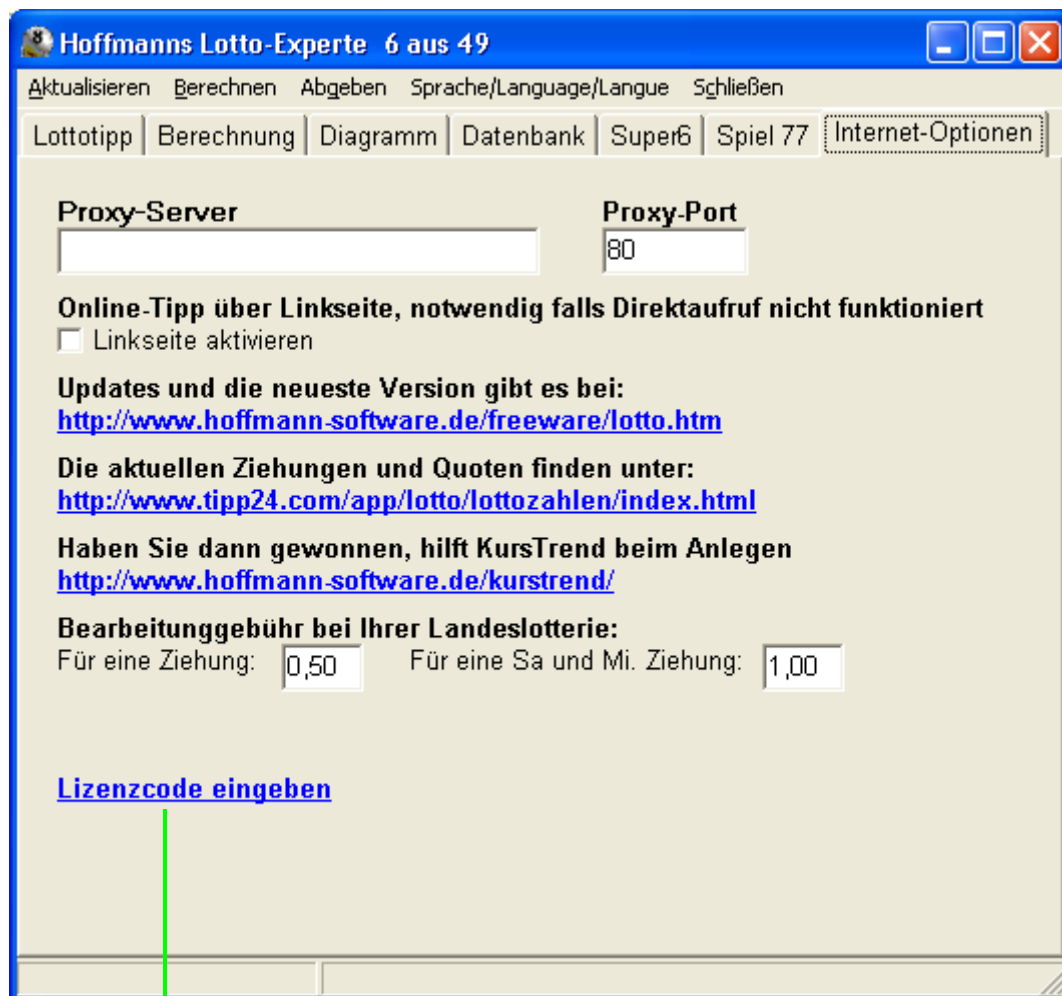 Hoffmanns Lotto-Experte 6 aus 49
Aktualisieren Berechnen Abgeben Sprache/Language/Langue Schließen
Lottotipp Berechnung Diagramm Datenbank Super6 Spiel 77 Internet-Optionen
Proxy-Server Proxy-Port
80
Online-Tipp über Linkseite, notwendig falls Direktaufruf nicht funktioniert
Linkseite aktivieren
Updates und die neueste Version gibt es bei:
http://www.hoffmann-software.de/freeware/lotto.htm
Die aktuellen Ziehungen und Quoten finden unter:
http://www.tipp24.com/app/lotto/lottozahlen/index.html
Haben Sie dann gewonnen, hilft KursTrend beim Anlegen
http://www.hoffmann-software.de/kurstrend/
Bearbeitunggebühr bei Ihrer Landeslotterie:
Für eine Ziehung: 0,50 Für eine Sa und Mi. Ziehung: 1,00
Lizenzcode eingeben